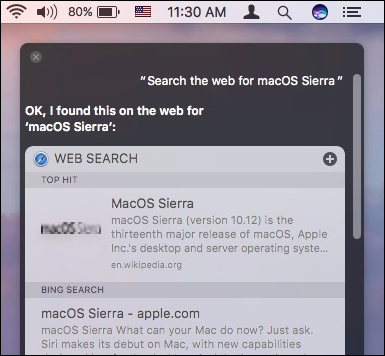 80%
11:30 AM
“Search the web for macOS Sierra”
OK, I found this on the web for
‘macOS Sierra’:
WEB SEARCH
TOP HIT
macOS Sierra
MacOS Sierra
macOS Sierra (version 10.12) is the
thirteenth major release of macOS, Apple
Inc.'s desktop and server operating syste...
en.wikipedia.org
BING SEARCH
macOS Sierra - apple.com
macOS Sierra What can your Mac do now? Just ask.
Siri makes its debut on Mac, with new capabilities